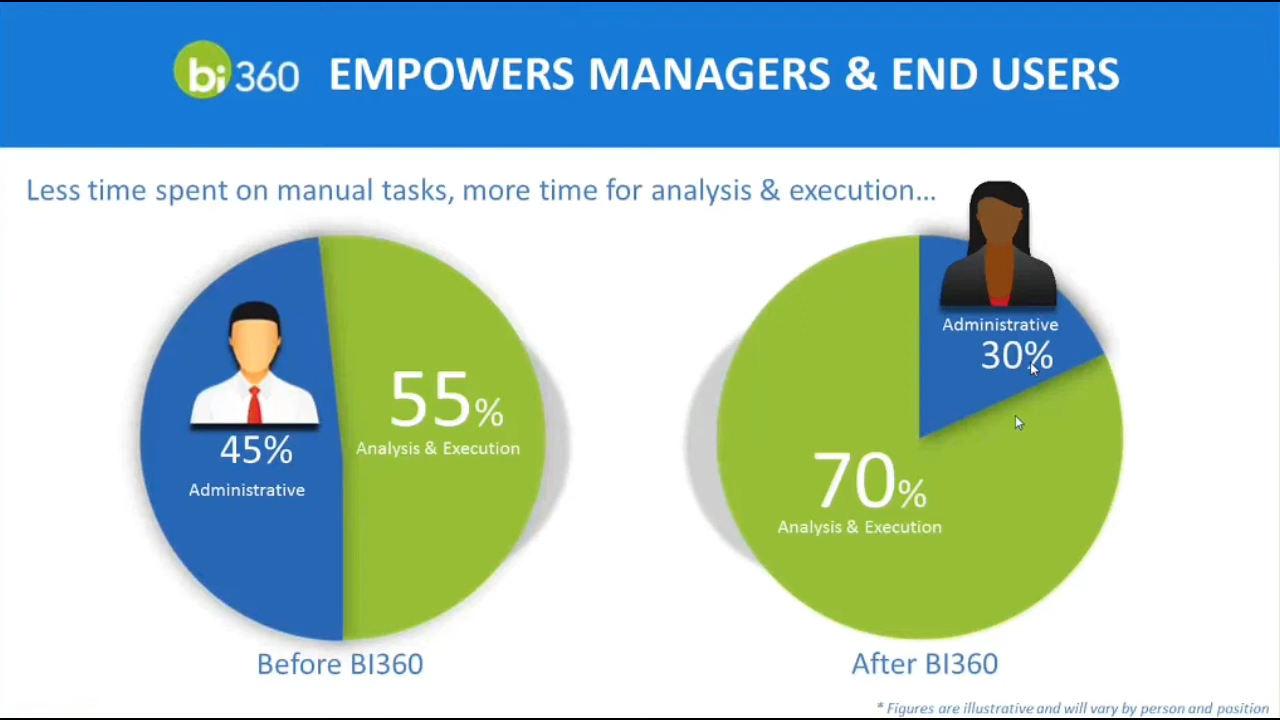 bi 360 EMPOWERS MANAGERS & END USERS
Less time spent on manual tasks, more time for analysis & execution...
45%
Administrative
55%
Analysis & Execution
Before BI360
Administrative
30%
70%
Analysis & Execution
After BI360
* Figures are illustrative and will vary by person and position